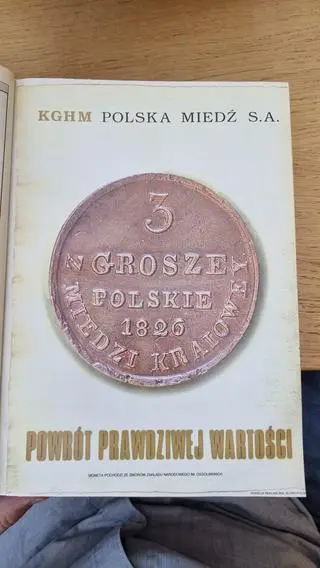 KGHM POLSKA MIEDŹ S.A.
3
GROSZE
POLSKIE
1826
Z MIEDZI KRAIOWEY
POWRÓT PRAWDZIWEJ WARTOŚCI
MONETA POCHODZI ZE ZBIORÓW ZAKŁADU NARODOWEGO IM. OSSOLIŃSKICH